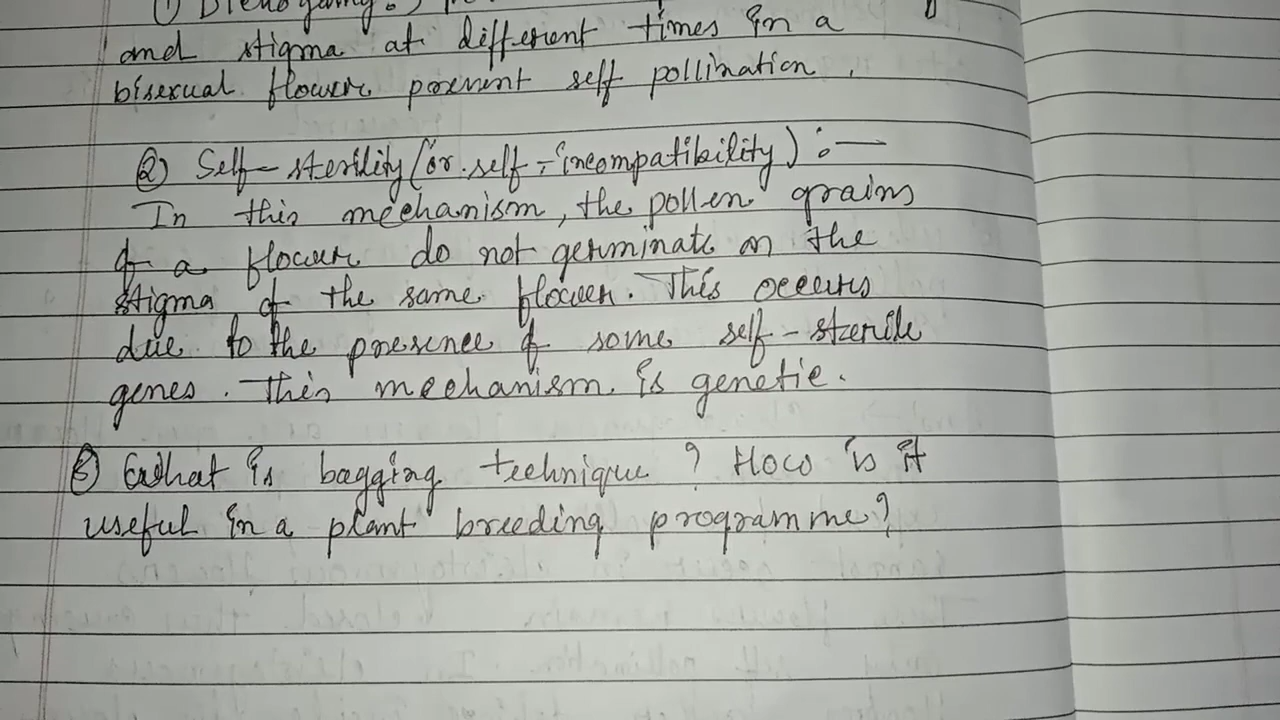 ① Dichogamy:
and stigma at different times in a
bisexual flower prevent self pollination.
② Self-sterility (or self-incompatibility) :—
In this mechanism, the pollen grains
of a flower do not germinate on the
stigma of the same flower. This occurs
due to the presence of some self-sterile
genes. This mechanism is genetic.
What is bagging technique? How is it
useful in a plant breeding programme?